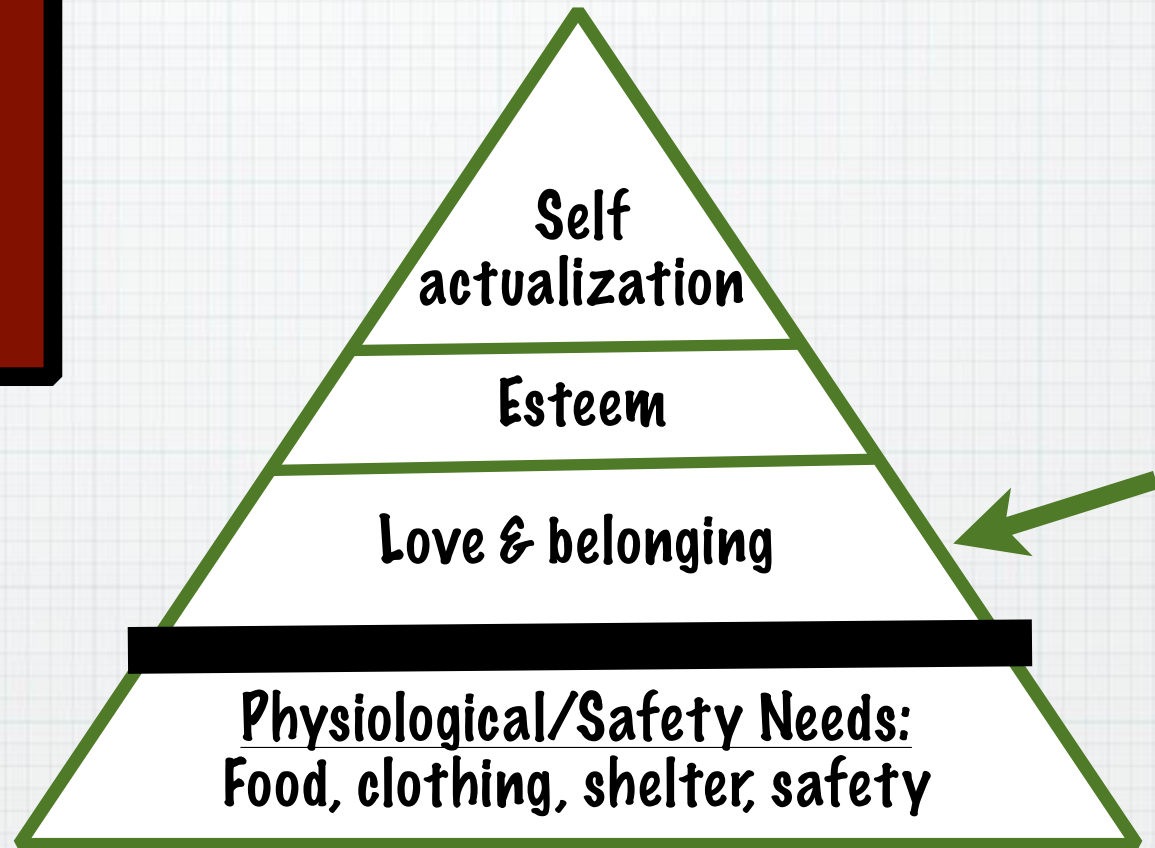 Self
actualization
Esteem
Love & belonging
Physiological/Safety Needs:
Food, clothing, shelter, safety